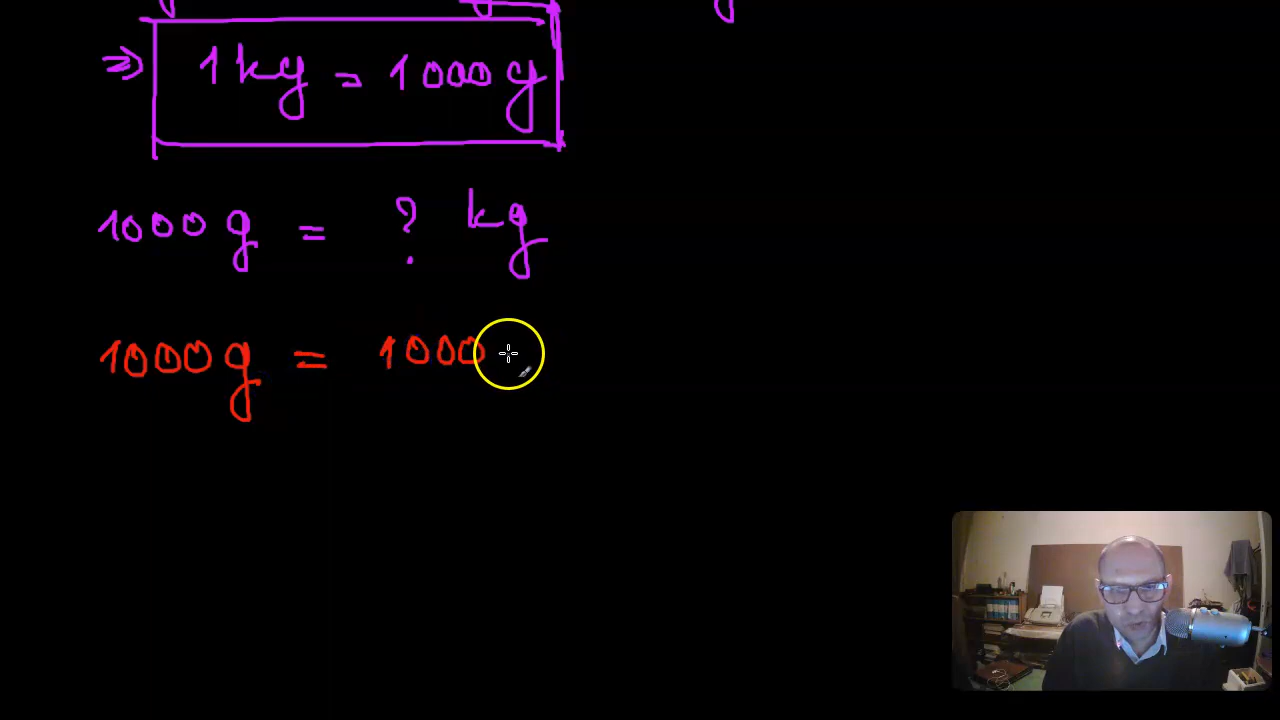 ⇒ 1 kg = 1000 g
1000 g = ? kg
1000 g = 1000